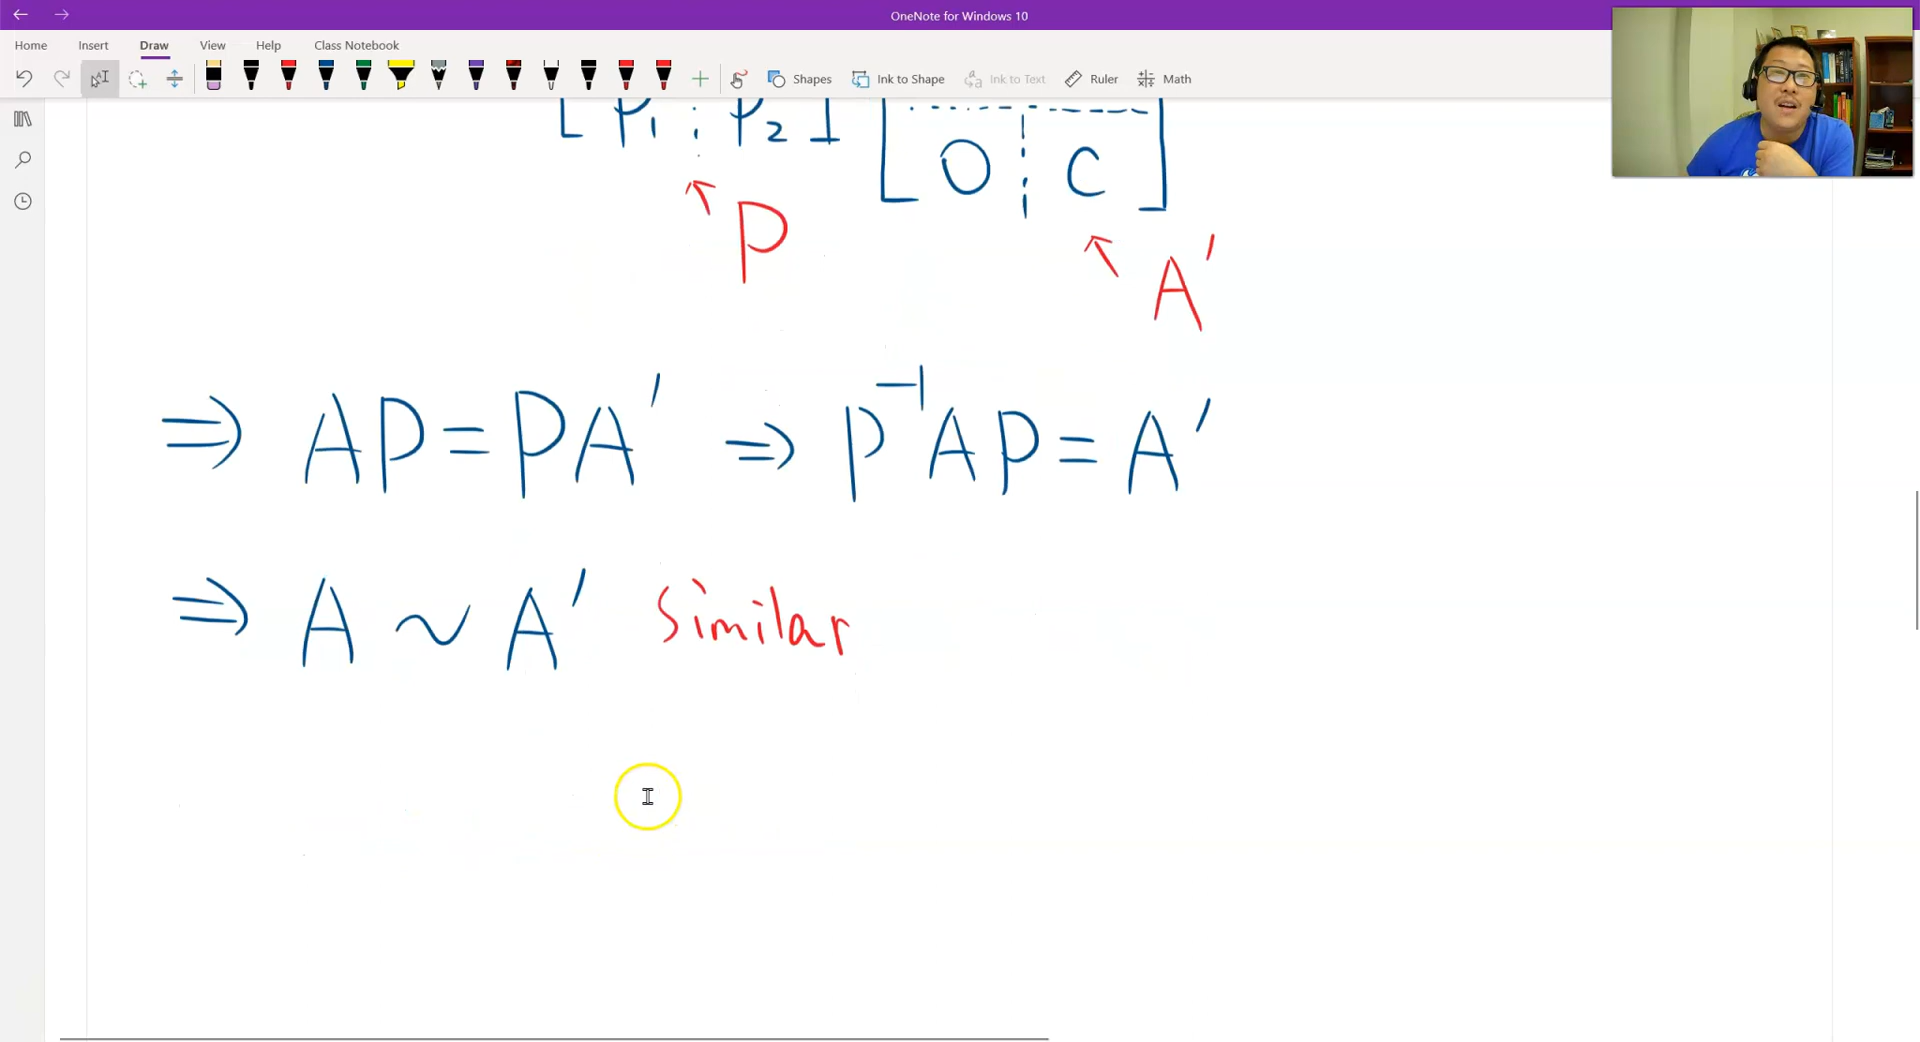 OneNote for Windows 10
Home Insert Draw View Help Class Notebook
Shapes Ink to Shape Ink to Text Ruler Math
[ P₁ ⋮ P₂ ] [ O ⋮ C ]
P
A′
⇒ AP = PA′ ⇒ P⁻¹AP = A′
⇒ A ~ A′ Similar